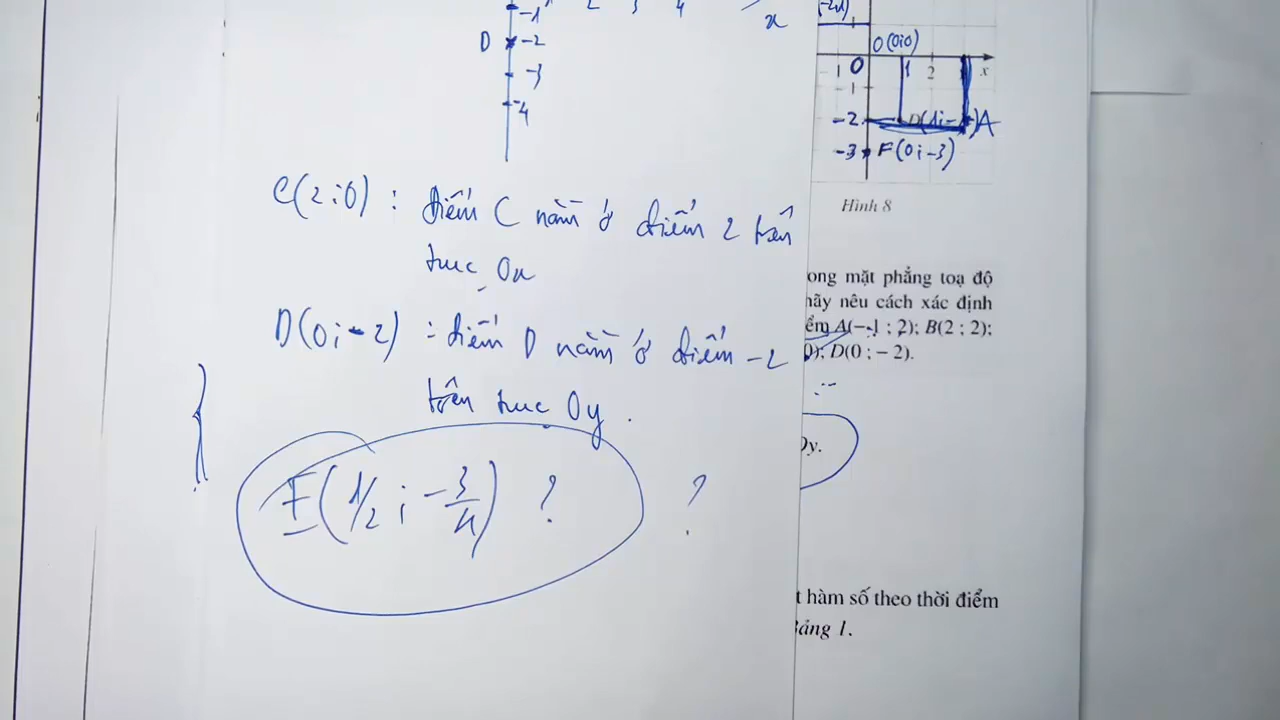 -1 2 3 4 x
D -2
-3
-4
C(2;0) : điểm C nằm ở điểm 2 trên
trục Ox
D(0;-2) : điểm D nằm ở điểm -2
trên trục Oy.
E(1/2; -3/4) ? ?
O(0;0)
-1 O 1 2 x
-1
-2 A
-3 F(0;-3)
Hình 8
ong mặt phẳng toạ độ
hãy nêu cách xác định
ểm A(-1 ; 2); B(2 ; 2);
0); D(0 ; -2).
Oy.
t hàm số theo thời điểm
Bảng 1.